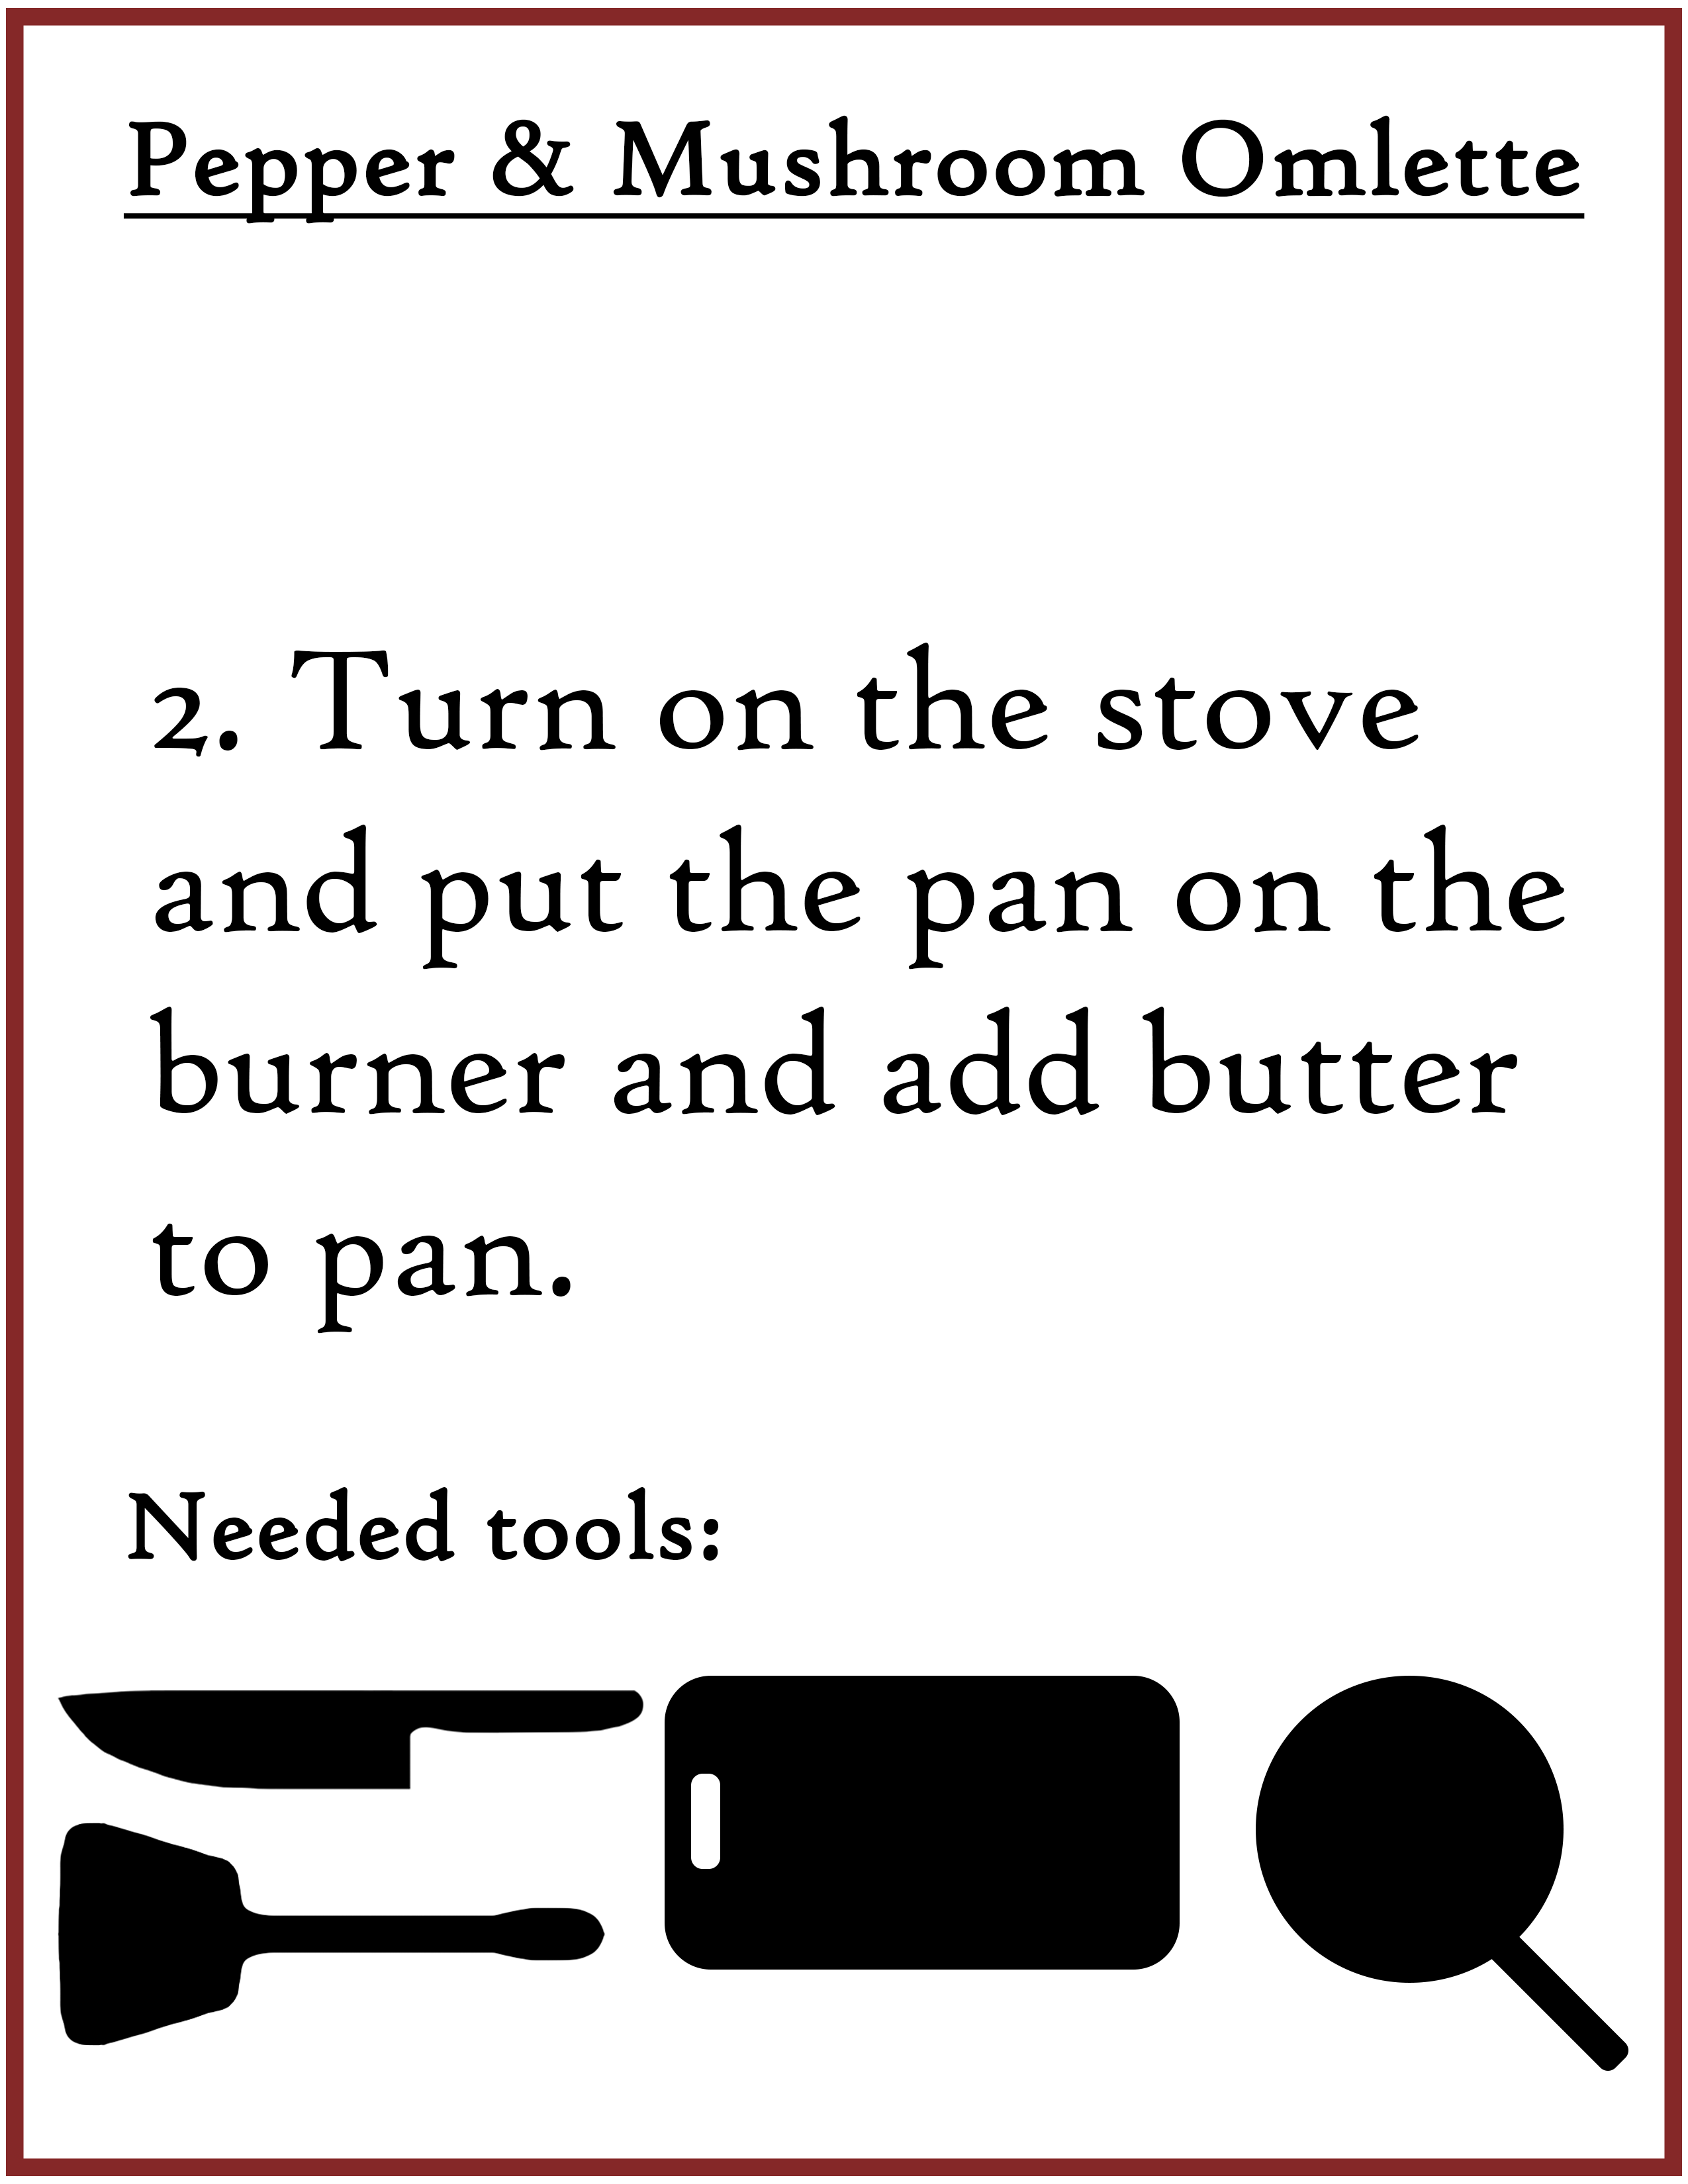 Pepper & Mushroom Omlette
2. Turn on the stove
and put the pan on the
burner and add butter
to pan.
Needed tools: